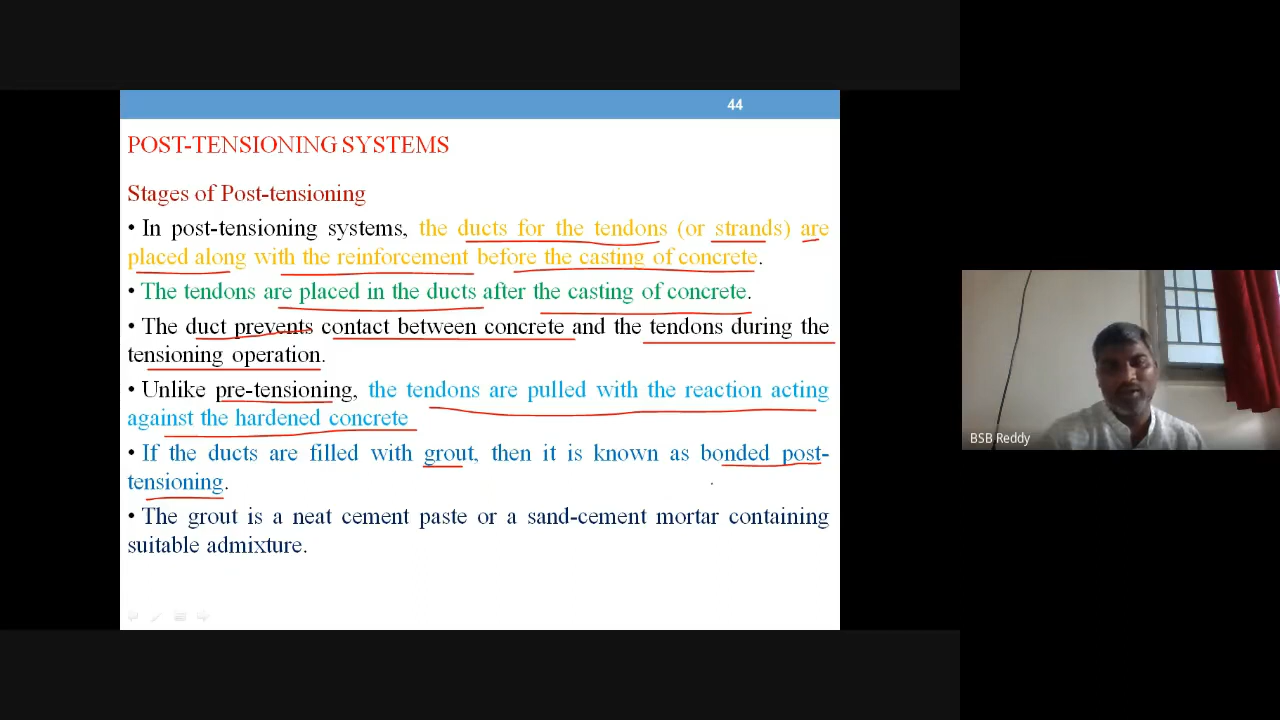 44
POST-TENSIONING SYSTEMS
Stages of Post-tensioning
• In post-tensioning systems, the ducts for the tendons (or strands) are
placed along with the reinforcement before the casting of concrete.
• The tendons are placed in the ducts after the casting of concrete.
• The duct prevents contact between concrete and the tendons during the
tensioning operation.
• Unlike pre-tensioning, the tendons are pulled with the reaction acting
against the hardened concrete
• If the ducts are filled with grout, then it is known as bonded post-
tensioning.
• The grout is a neat cement paste or a sand-cement mortar containing
suitable admixture.
BSB Reddy